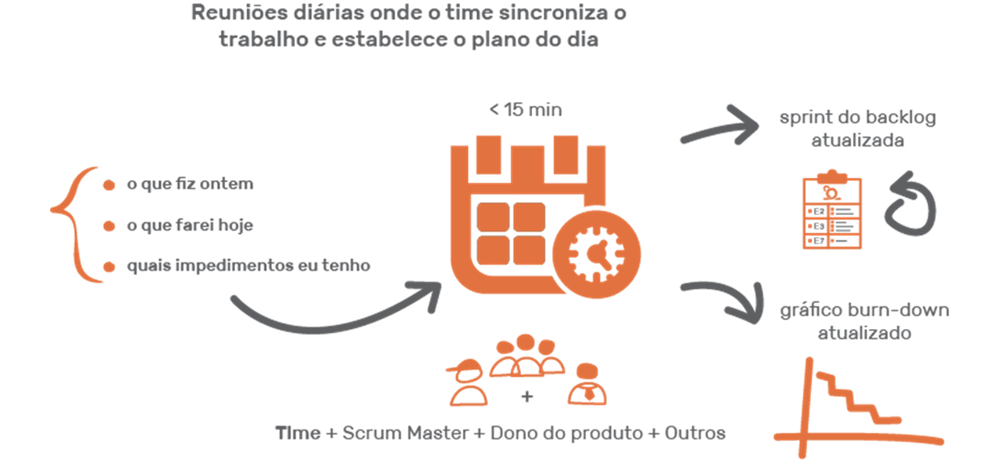 Reuniões diárias onde o time sincroniza o
trabalho e estabelece o plano do dia
< 15 min
o que fiz ontem
o que farei hoje
quais impedimentos eu tenho
sprint do backlog
atualizada
E2
E3
E7
gráfico burn-down
atualizado
+
TIme + Scrum Master + Dono do produto + Outros